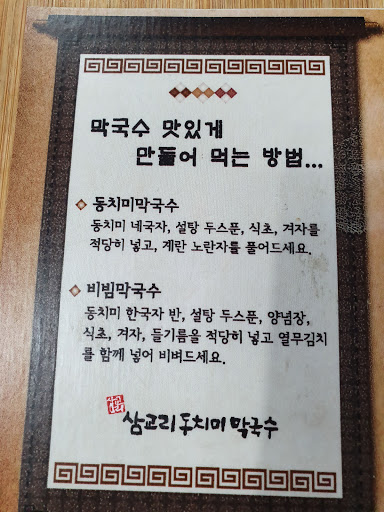 막국수 맛있게
만들어 먹는 방법...
동치미막국수
동치미 네국자, 설탕 두스푼, 식초, 겨자를
적당히 넣고, 계란 노란자를 풀어드세요.
비빔막국수
동치미 한국자 반, 설탕 두스푼, 양념장,
식초, 겨자, 들기름을 적당히 넣고 열무김치
를 함께 넣어 비벼드세요.
삼교리동치미막국수